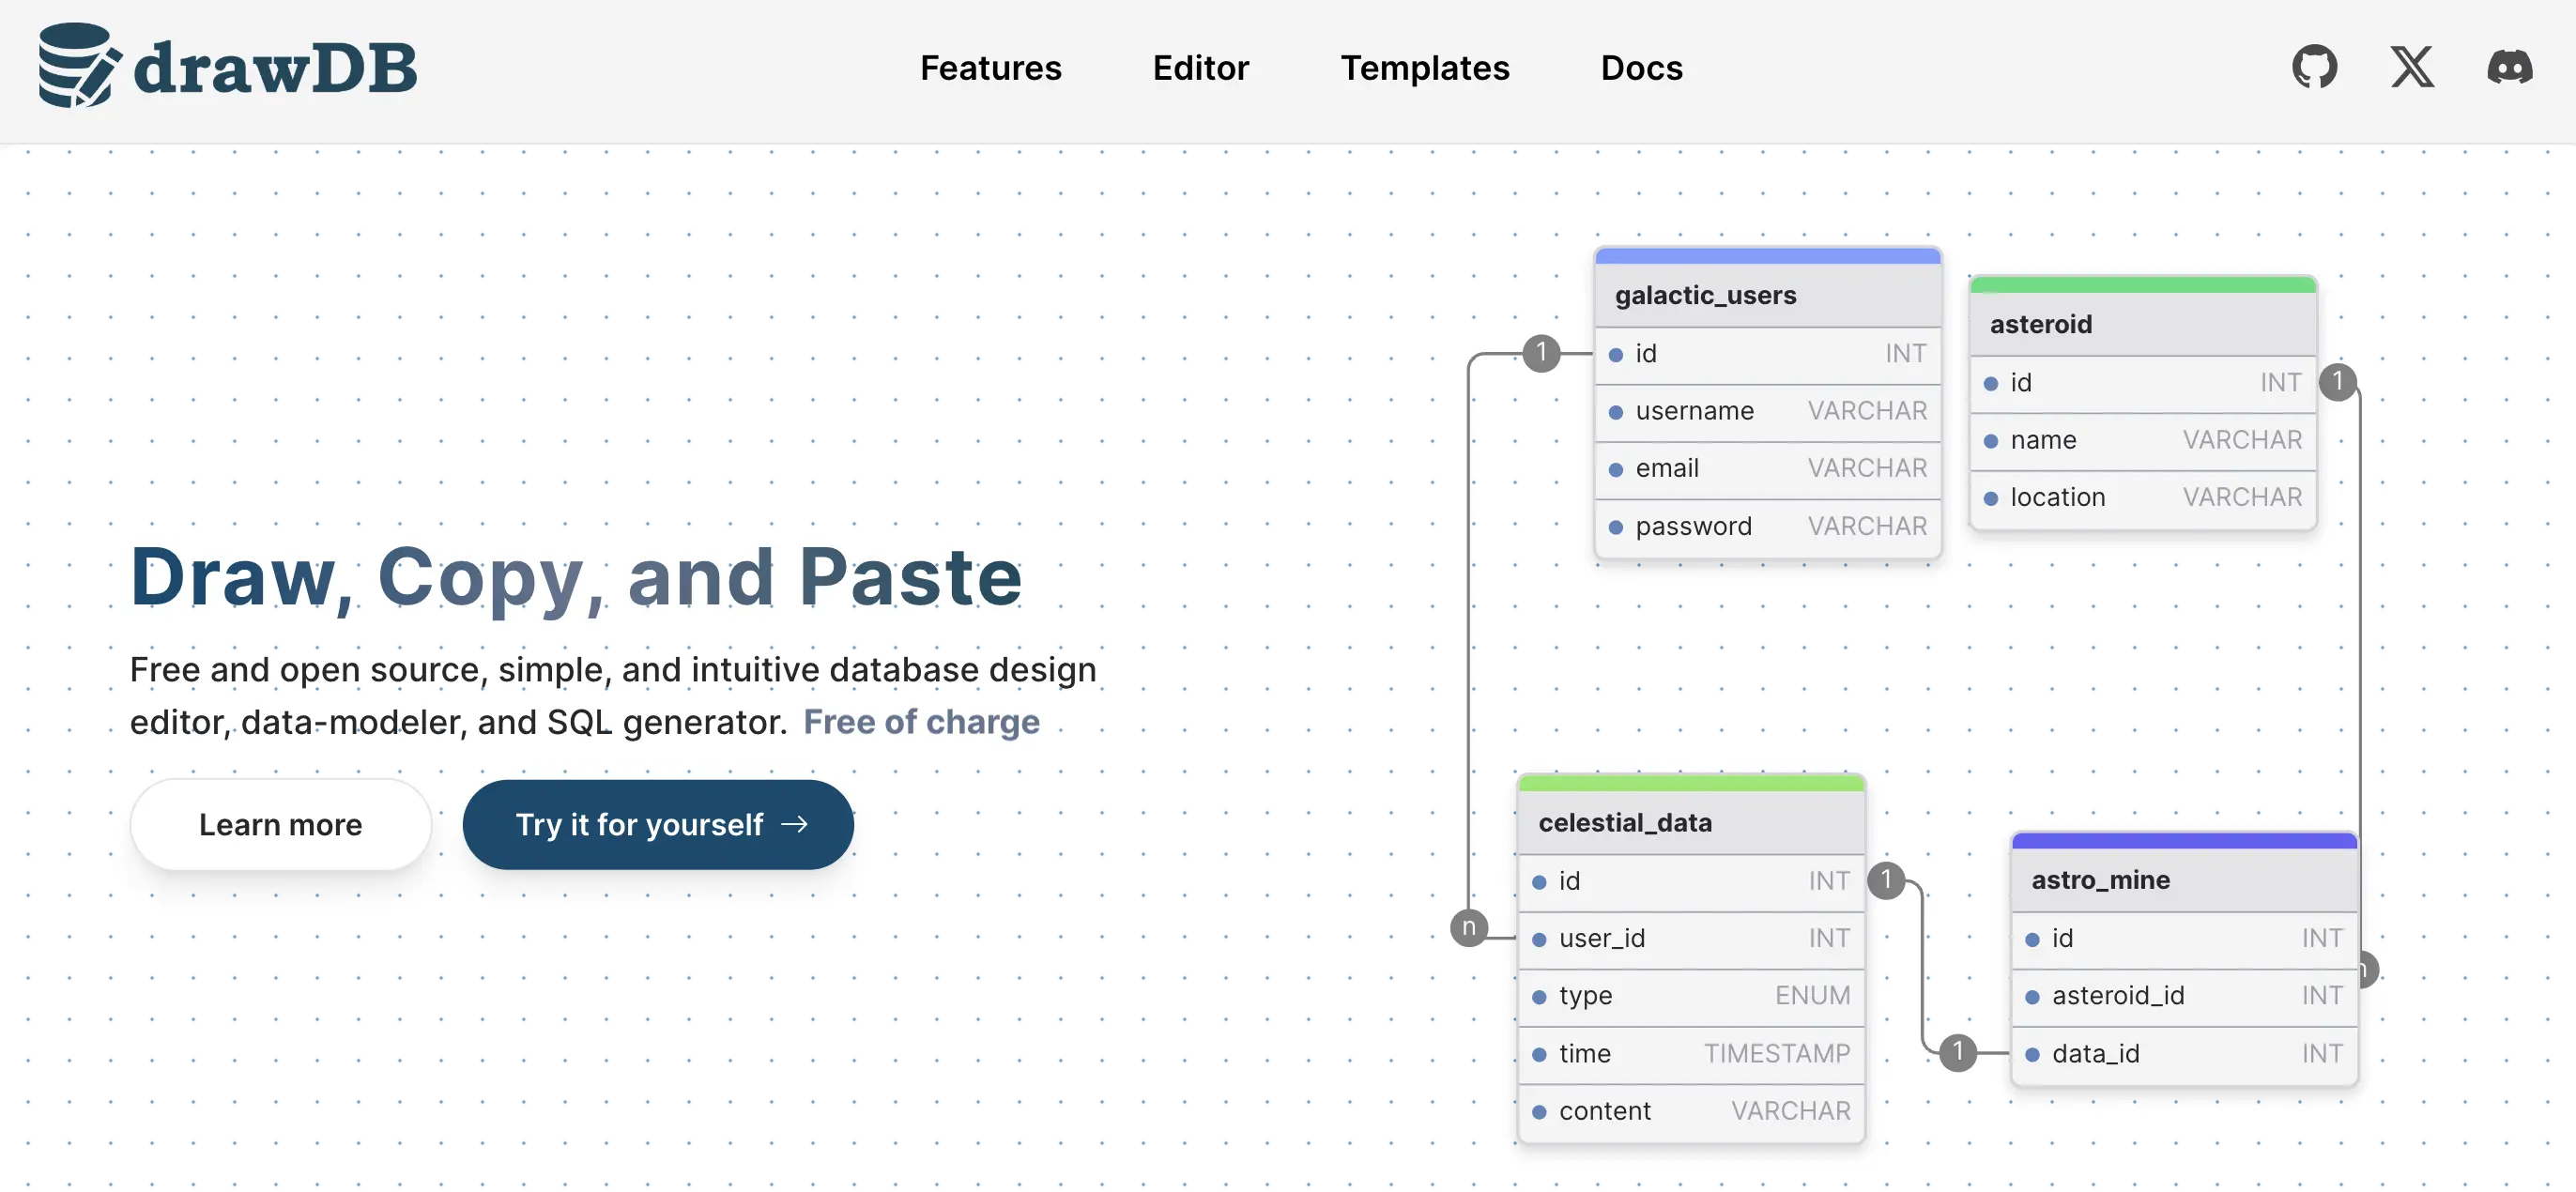 drawDB
Features
Editor
Templates
Docs
Draw, Copy, and Paste
Free and open source, simple, and intuitive database design
editor, data-modeler, and SQL generator. Free of charge
Learn more
Try it for yourself →
galactic_users
id INT
username VARCHAR
email VARCHAR
password VARCHAR
1
asteroid
id INT
name VARCHAR
location VARCHAR
1
celestial_data
id INT
user_id INT
type ENUM
time TIMESTAMP
content VARCHAR
n
1
1
astro_mine
id INT
asteroid_id INT
data_id INT
n